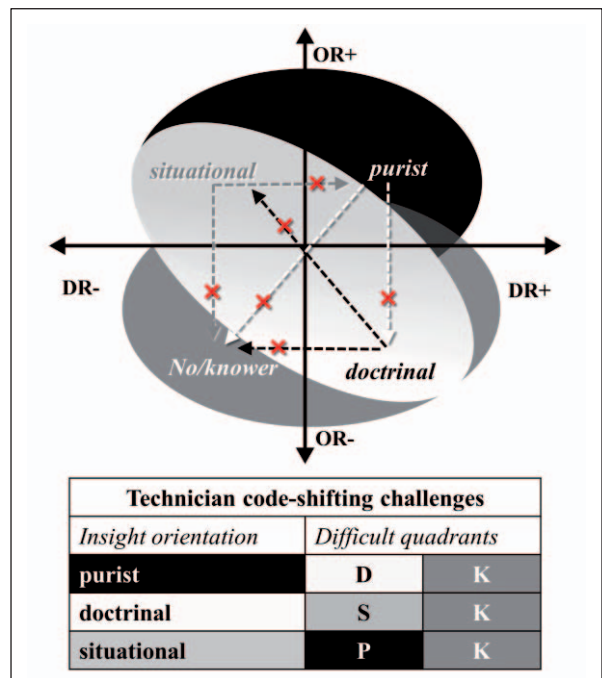 OR+
situational purist
DR- DR+
No/knower doctrinal
OR-
Technician code-shifting challenges
Insight orientation Difficult quadrants
purist D K
doctrinal S K
situational P K